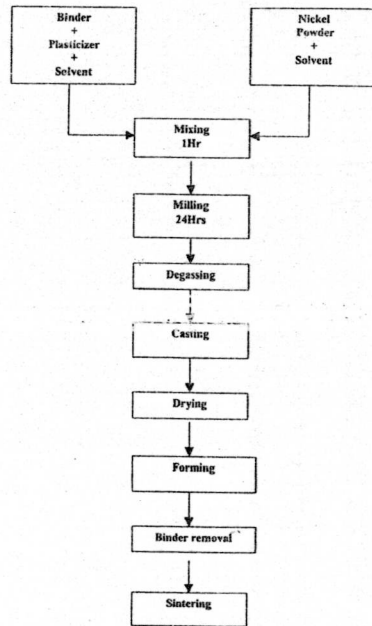 Binder
+
Plasticizer
+
Solvent
Nickel
Powder
+
Solvent
Mixing
1Hr
Milling
24Hrs
Degassing
Casting
Drying
Forming
Binder removal
Sintering